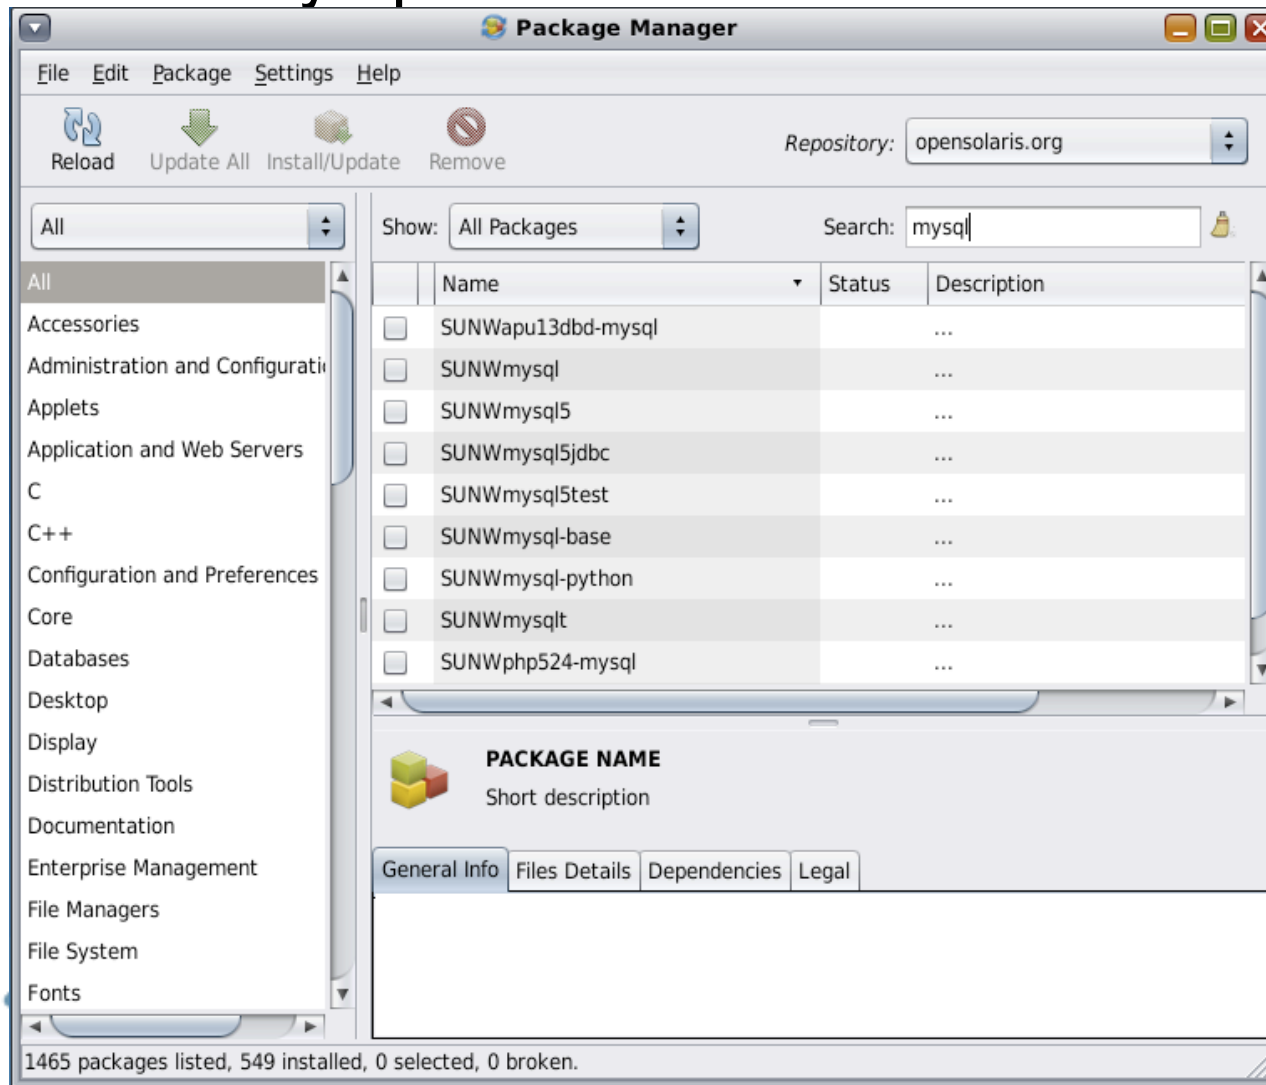 Package Manager
File Edit Package Settings Help
Reload Update All Install/Update Remove Repository: opensolaris.org
All Show: All Packages Search: mysql
All
Accessories
Administration and Configurati
Applets
Application and Web Servers
C
C++
Configuration and Preferences
Core
Databases
Desktop
Display
Distribution Tools
Documentation
Enterprise Management
File Managers
File System
Fonts
Name Status Description
SUNWapu13dbd-mysql ...
SUNWmysql ...
SUNWmysql5 ...
SUNWmysql5jdbc ...
SUNWmysql5test ...
SUNWmysql-base ...
SUNWmysql-python ...
SUNWmysqlt ...
SUNWphp524-mysql ...
PACKAGE NAME
Short description
General Info Files Details Dependencies Legal
1465 packages listed, 549 installed, 0 selected, 0 broken.